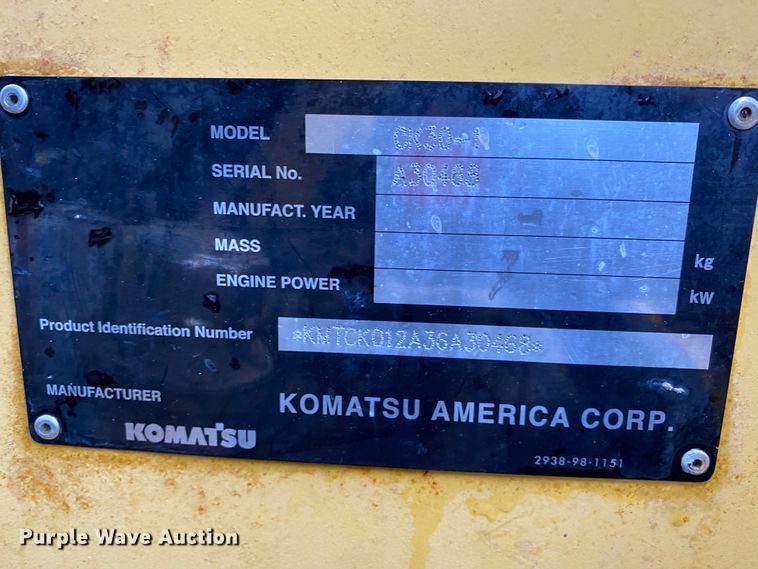 MODEL CK30-1
SERIAL No. A30468
MANUFACT. YEAR
MASS kg
ENGINE POWER kW
Product Identification Number *KMTCK012A36A30468*
MANUFACTURER KOMATSU AMERICA CORP.
KOMATSU
2938-98-1151
Purple Wave Auction